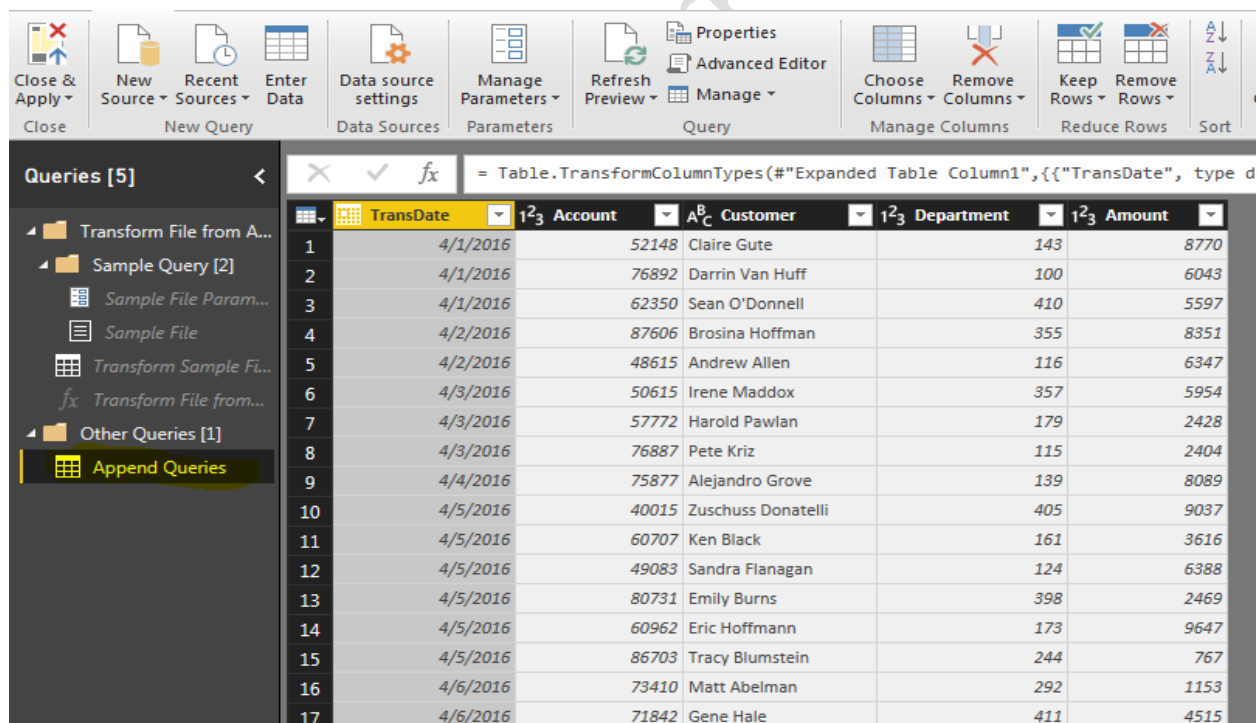 Properties
Advanced Editor
Close & Apply
New Source
Recent Sources
Enter Data
Data source settings
Manage Parameters
Refresh Preview
Manage
Choose Columns
Remove Columns
Keep Rows
Remove Rows
Close
New Query
Data Sources
Parameters
Query
Manage Columns
Reduce Rows
Sort
Queries [5]
fx = Table.TransformColumnTypes(#"Expanded Table Column1",{{"TransDate", type d
Transform File from A...
Sample Query [2]
Sample File Param...
Sample File
Transform Sample Fi...
fx Transform File from...
Other Queries [1]
Append Queries
TransDate 1²3 Account ABC Customer 1²3 Department 1²3 Amount
1 4/1/2016 52148 Claire Gute 143 8770
2 4/1/2016 76892 Darrin Van Huff 100 6043
3 4/1/2016 62350 Sean O'Donnell 410 5597
4 4/2/2016 87606 Brosina Hoffman 355 8351
5 4/2/2016 48615 Andrew Allen 116 6347
6 4/3/2016 50615 Irene Maddox 357 5954
7 4/3/2016 57772 Harold Pawlan 179 2428
8 4/3/2016 76887 Pete Kriz 115 2404
9 4/4/2016 75877 Alejandro Grove 139 8089
10 4/5/2016 40015 Zuschuss Donatelli 405 9037
11 4/5/2016 60707 Ken Black 161 3616
12 4/5/2016 49083 Sandra Flanagan 124 6388
13 4/5/2016 80731 Emily Burns 398 2469
14 4/5/2016 60962 Eric Hoffmann 173 9647
15 4/5/2016 86703 Tracy Blumstein 244 767
16 4/6/2016 73410 Matt Abelman 292 1153
17 4/6/2016 71842 Gene Hale 411 4515